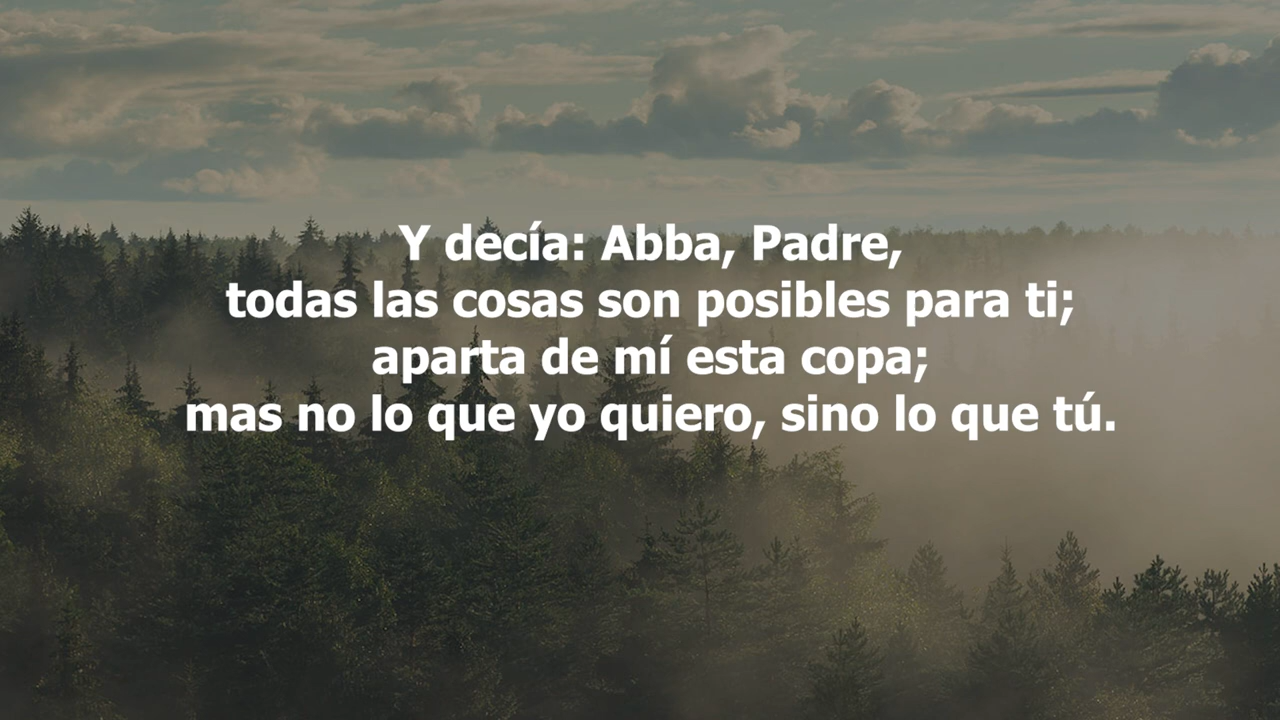 Y decía: Abba, Padre,
todas las cosas son posibles para ti;
aparta de mí esta copa;
mas no lo que yo quiero, sino lo que tú.